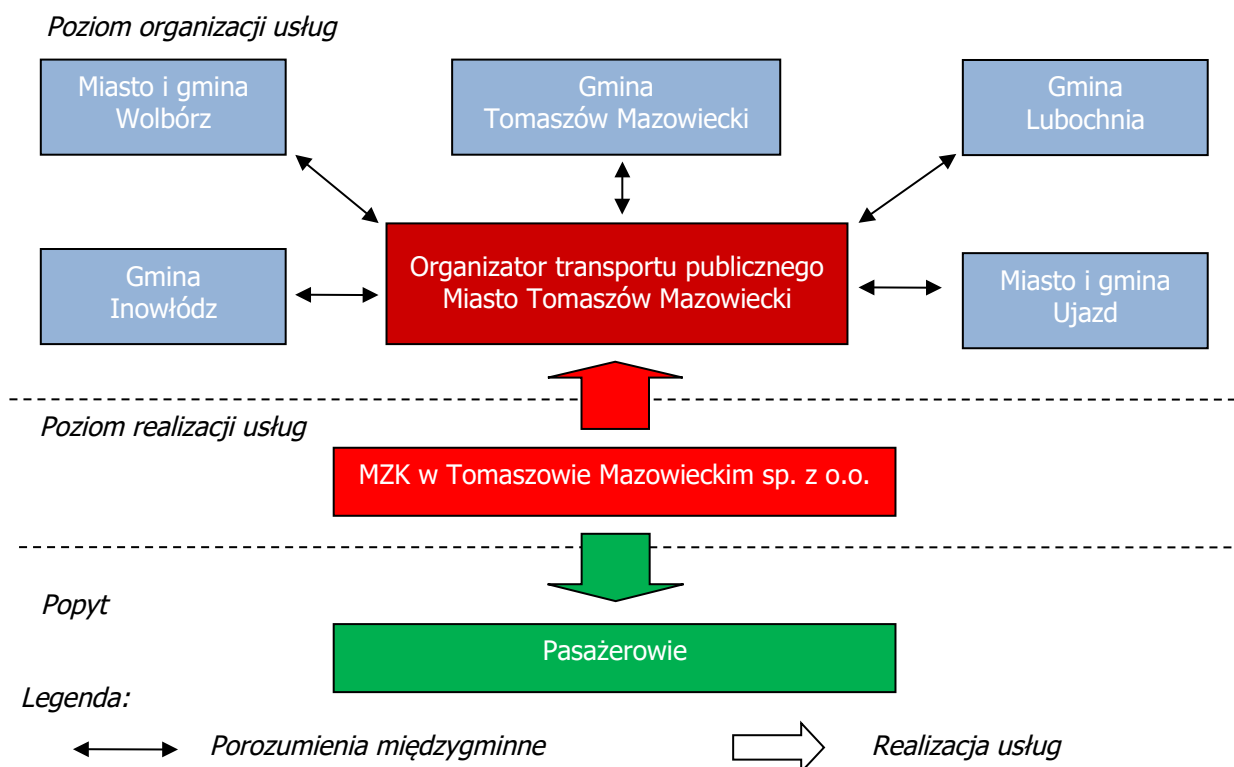 Poziom organizacji usług
Miasto i gmina
Wolbórz
Gmina
Tomaszów Mazowiecki
Gmina
Lubochnia
Gmina
Inowłódz
Organizator transportu publicznego
Miasto Tomaszów Mazowiecki
Miasto i gmina
Ujazd
Poziom realizacji usług
MZK w Tomaszowie Mazowieckim sp. z o.o.
Popyt
Pasażerowie
Legenda:
Porozumienia międzygminne
Realizacja usług